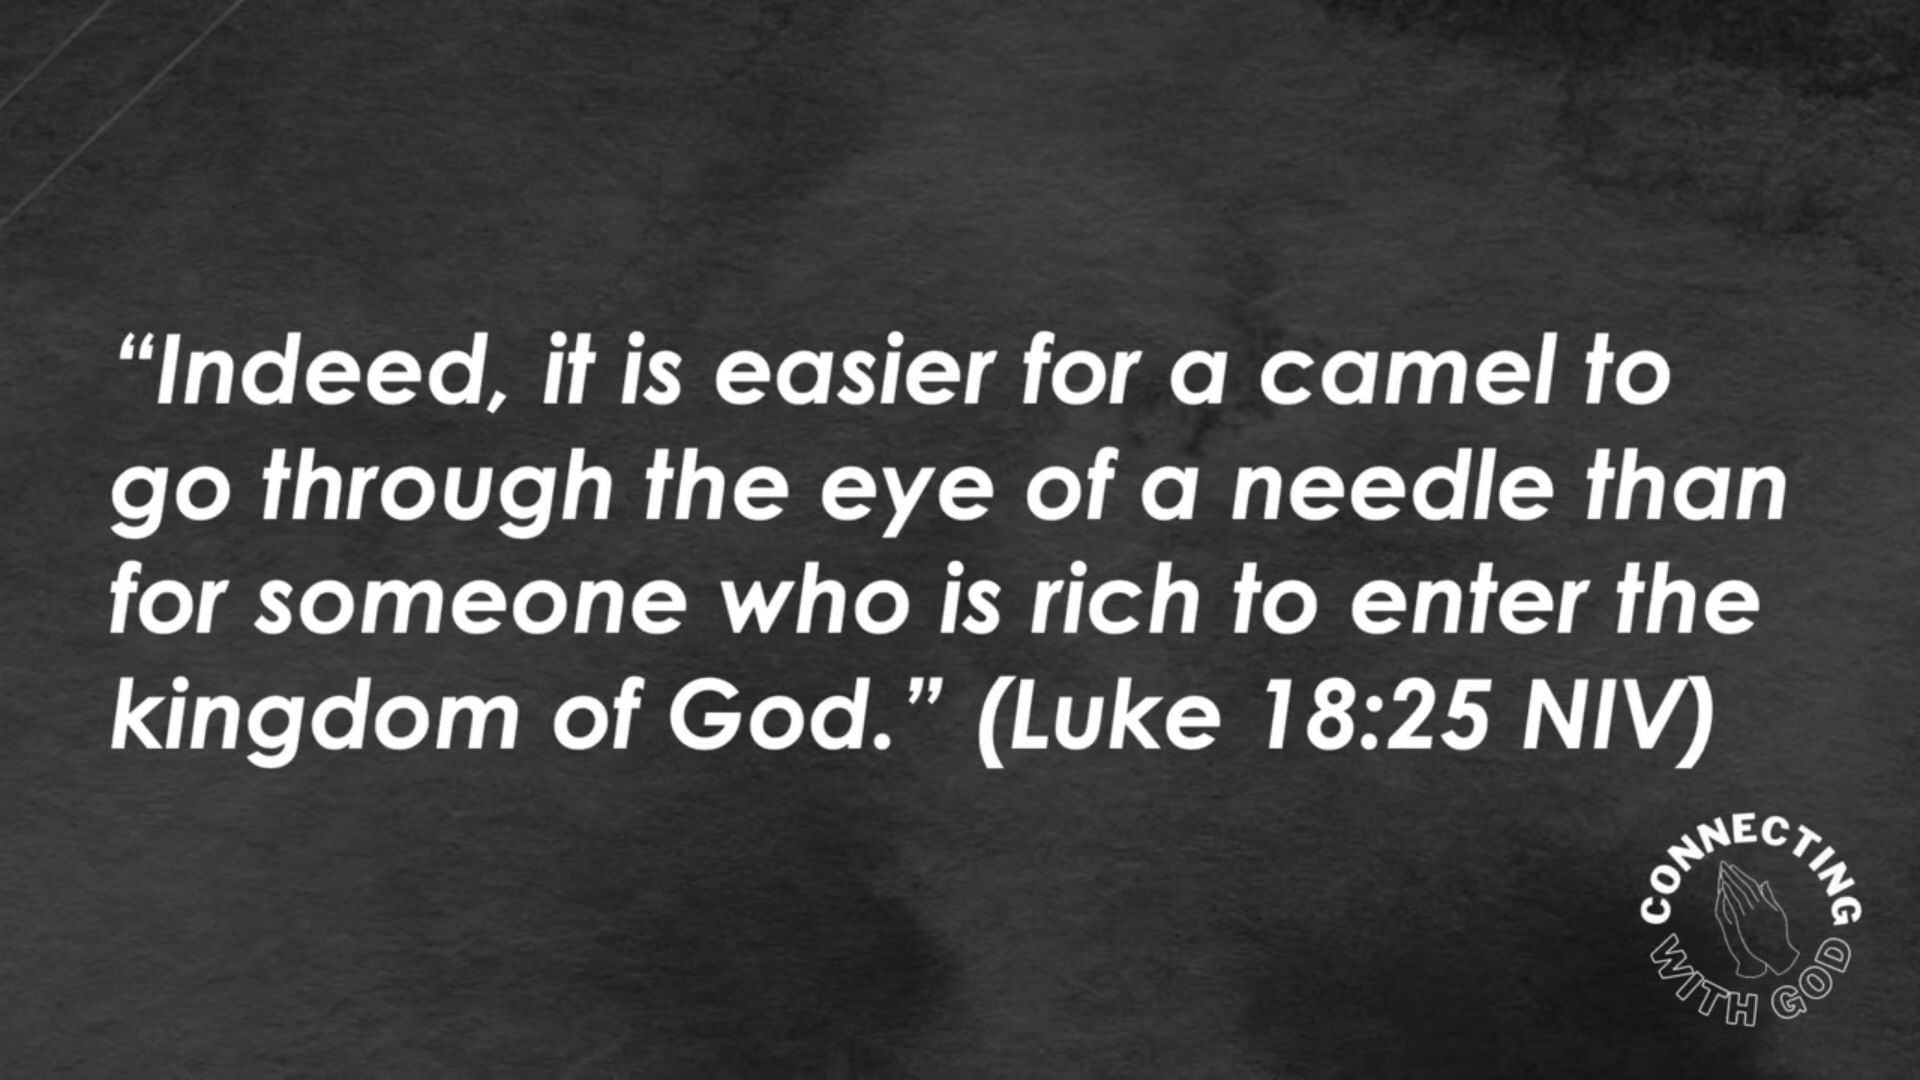 “Indeed, it is easier for a camel to
go through the eye of a needle than
for someone who is rich to enter the
kingdom of God.” (Luke 18:25 NIV)
CONNECTING
WITH GOD